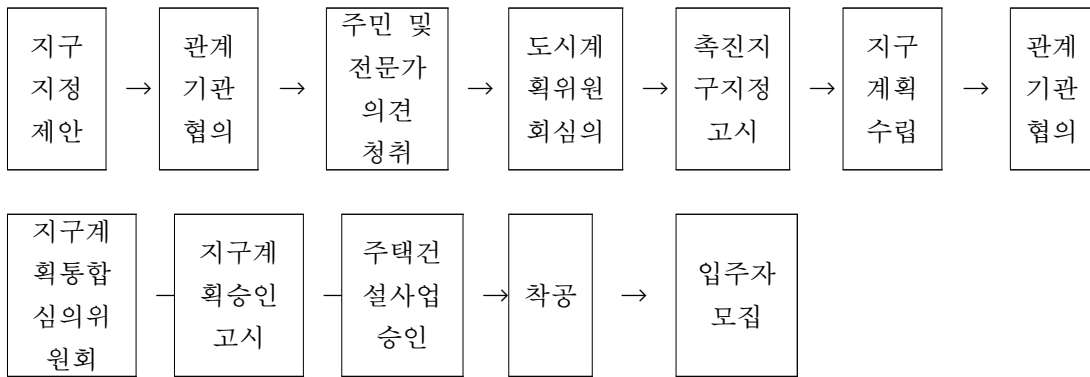 지구
지정
제안
→
관계
기관
협의
→
주민 및
전문가
의견
청취
→
도시계
획위원
회심의
→
촉진지
구지정
고시
→
지구
계획
수립
→
관계
기관
협의
지구계
획통합
심의위
원회
지구계
획승인
고시
주택건
설사업
승인
→
착공
→
입주자
모집